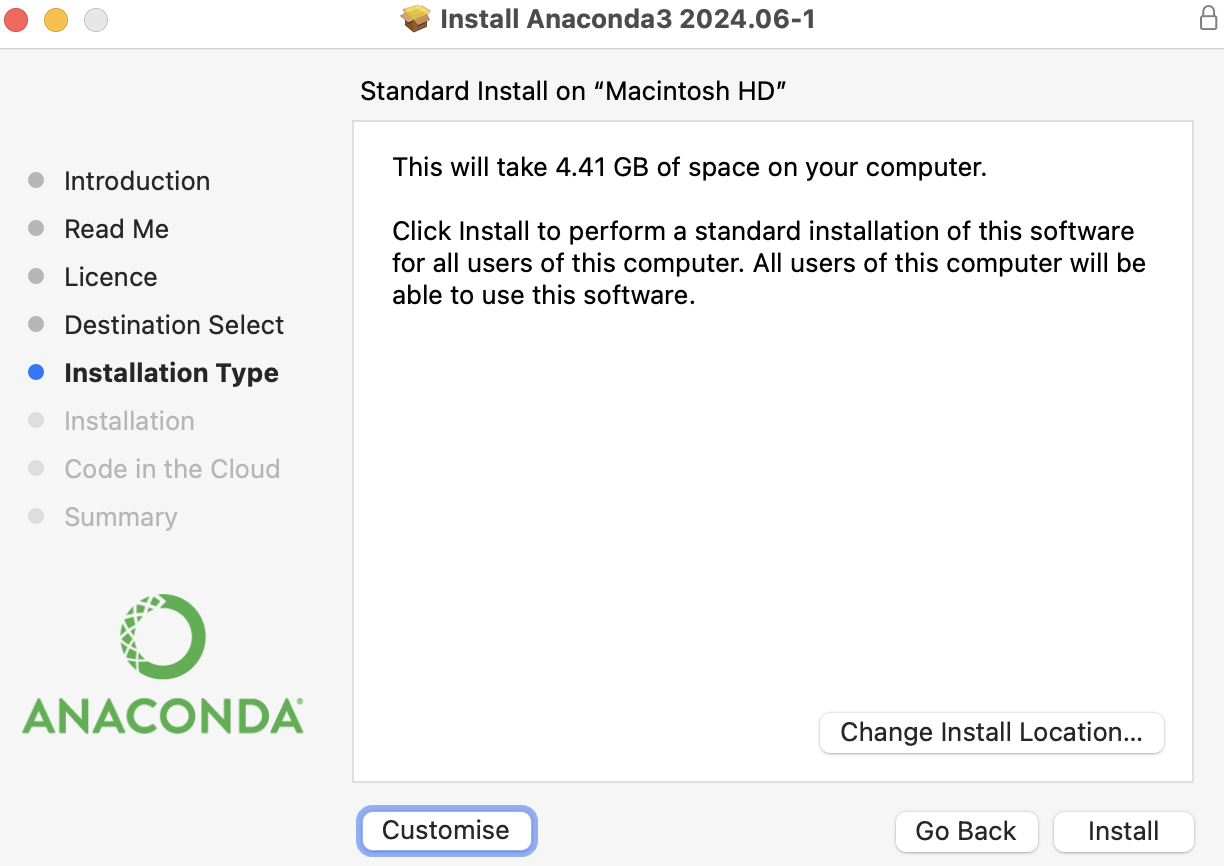 Install Anaconda3 2024.06-1
Standard Install on “Macintosh HD”
Introduction
Read Me
Licence
Destination Select
Installation Type
Installation
Code in the Cloud
Summary
ANACONDA®
This will take 4.41 GB of space on your computer.
Click Install to perform a standard installation of this software
for all users of this computer. All users of this computer will be
able to use this software.
Change Install Location...
Customise
Go Back
Install